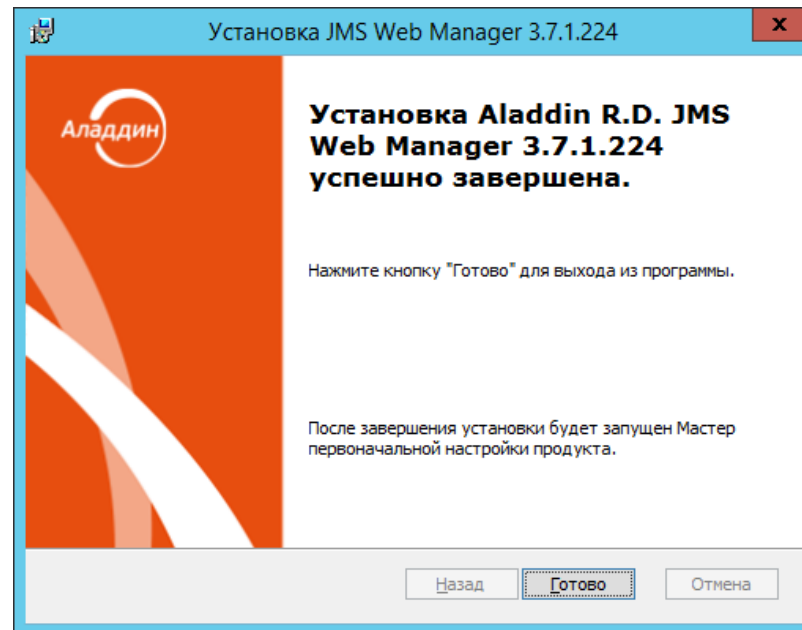 Установка JMS Web Manager 3.7.1.224
x
Аладдин
Установка Aladdin R.D. JMS
Web Manager 3.7.1.224
успешно завершена.
Нажмите кнопку "Готово" для выхода из программы.
После завершения установки будет запущен Мастер
первоначальной настройки продукта.
Назад
Готово
Отмена